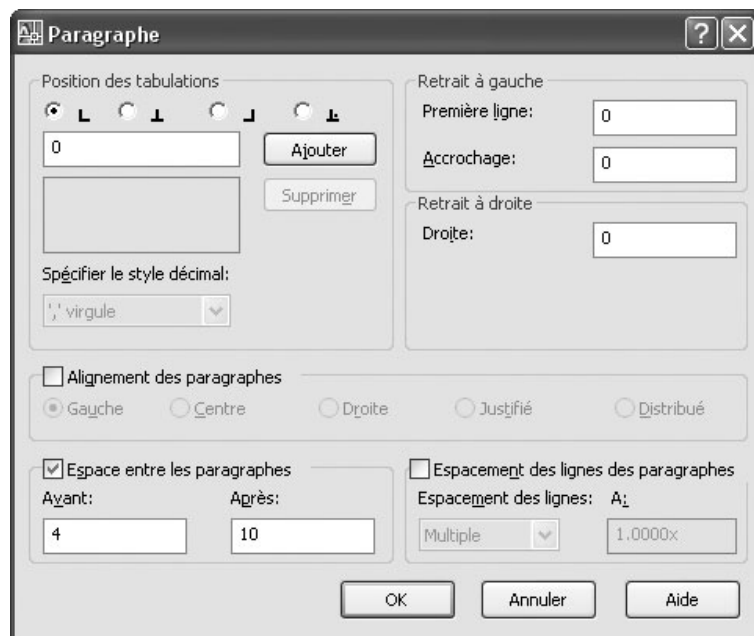 Paragraphe
Position des tabulations
0
Ajouter
Supprimer
Spécifier le style décimal:
',' virgule
Retrait à gauche
Première ligne:
0
Accrochage:
0
Retrait à droite
Droite:
0
Alignement des paragraphes
Gauche Centre Droite Justifié Distribué
Espace entre les paragraphes
Avant: Après:
4 10
Espacement des lignes des paragraphes
Espacement des lignes: A:
Multiple 1.0000x
OK Annuler Aide